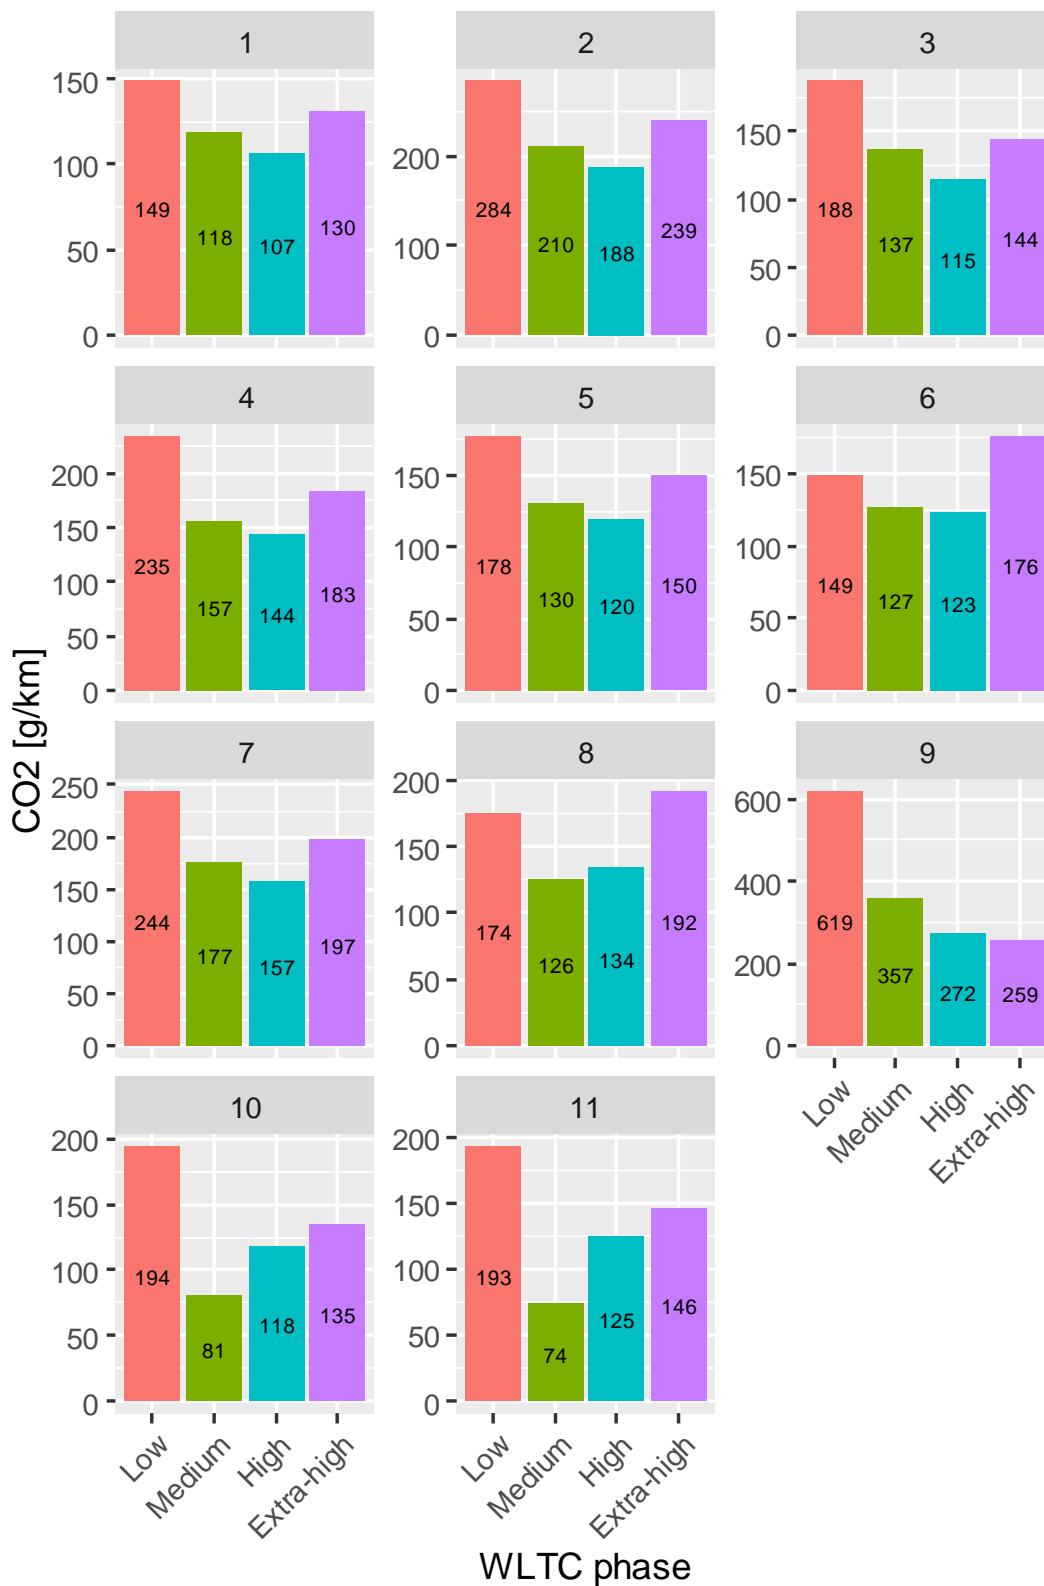 1 2 3
150
100
50
0
149 118 107 130
200
100
0
284 210 188 239
150
100
50
0
188 137 115 144
4 5 6
200
150
100
50
0
235 157 144 183
150
100
50
0
178 130 120 150
150
100
50
0
149 127 123 176
7 8 9
250
200
150
100
50
0
244 177 157 197
200
150
100
50
0
174 126 134 192
600
400
200
0
619 357 272 259
Low Medium High Extra-high
10 11
200
150
100
50
0
194 81 118 135
Low Medium High Extra-high
200
150
100
50
0
193 74 125 146
Low Medium High Extra-high
CO2 [g/km]
WLTC phase